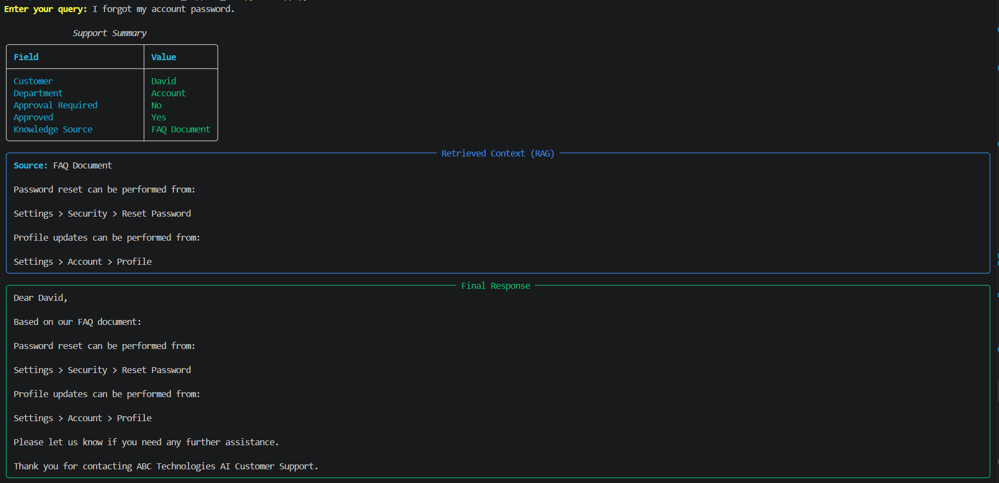 Enter your query: I forgot my account password.
Support Summary
Field Value
Customer David
Department Account
Approval Required No
Approved Yes
Knowledge Source FAQ Document
Retrieved Context (RAG)
Source: FAQ Document
Password reset can be performed from:
Settings > Security > Reset Password
Profile updates can be performed from:
Settings > Account > Profile
Final Response
Dear David,
Based on our FAQ document:
Password reset can be performed from:
Settings > Security > Reset Password
Profile updates can be performed from:
Settings > Account > Profile
Please let us know if you need any further assistance.
Thank you for contacting ABC Technologies AI Customer Support.